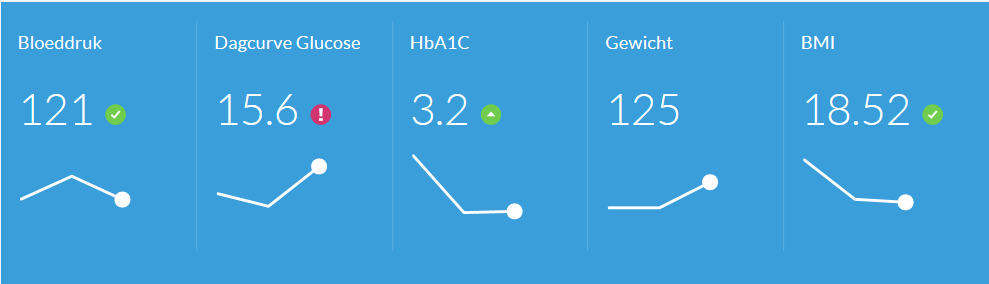 Bloeddruk
121
Dagcurve Glucose
15.6
HbA1C
3.2
Gewicht
125
BMI
18.52